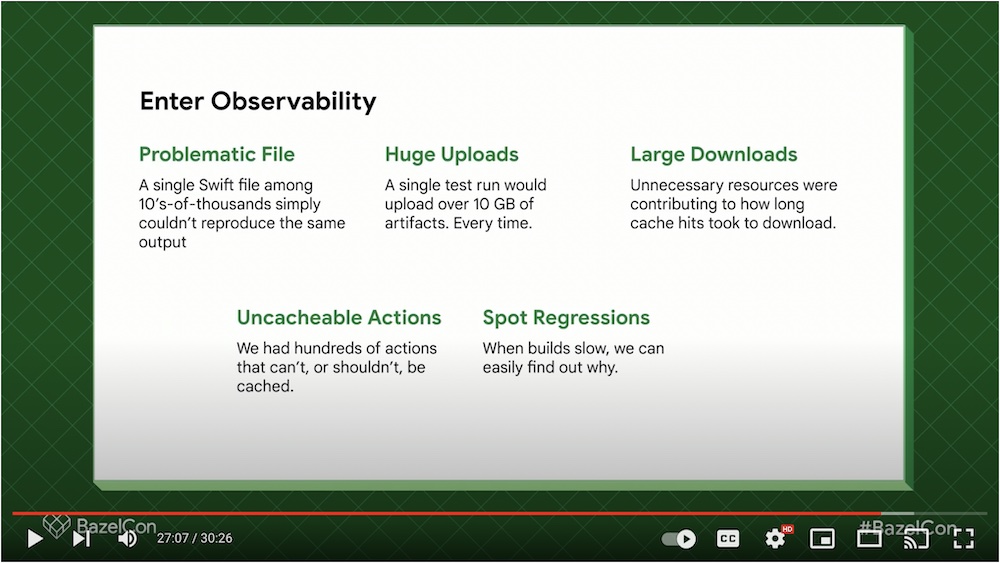 Enter Observability
Problematic File
A single Swift file among
10's-of-thousands simply
couldn't reproduce the same
output
Huge Uploads
A single test run would
upload over 10 GB of
artifacts. Every time.
Large Downloads
Unnecessary resources were
contributing to how long
cache hits took to download.
Uncacheable Actions
We had hundreds of actions
that can't, or shouldn't, be
cached.
Spot Regressions
When builds slow, we can
easily find out why.
BazelCon
#BazelCon
27:07 / 30:26
CC
HD